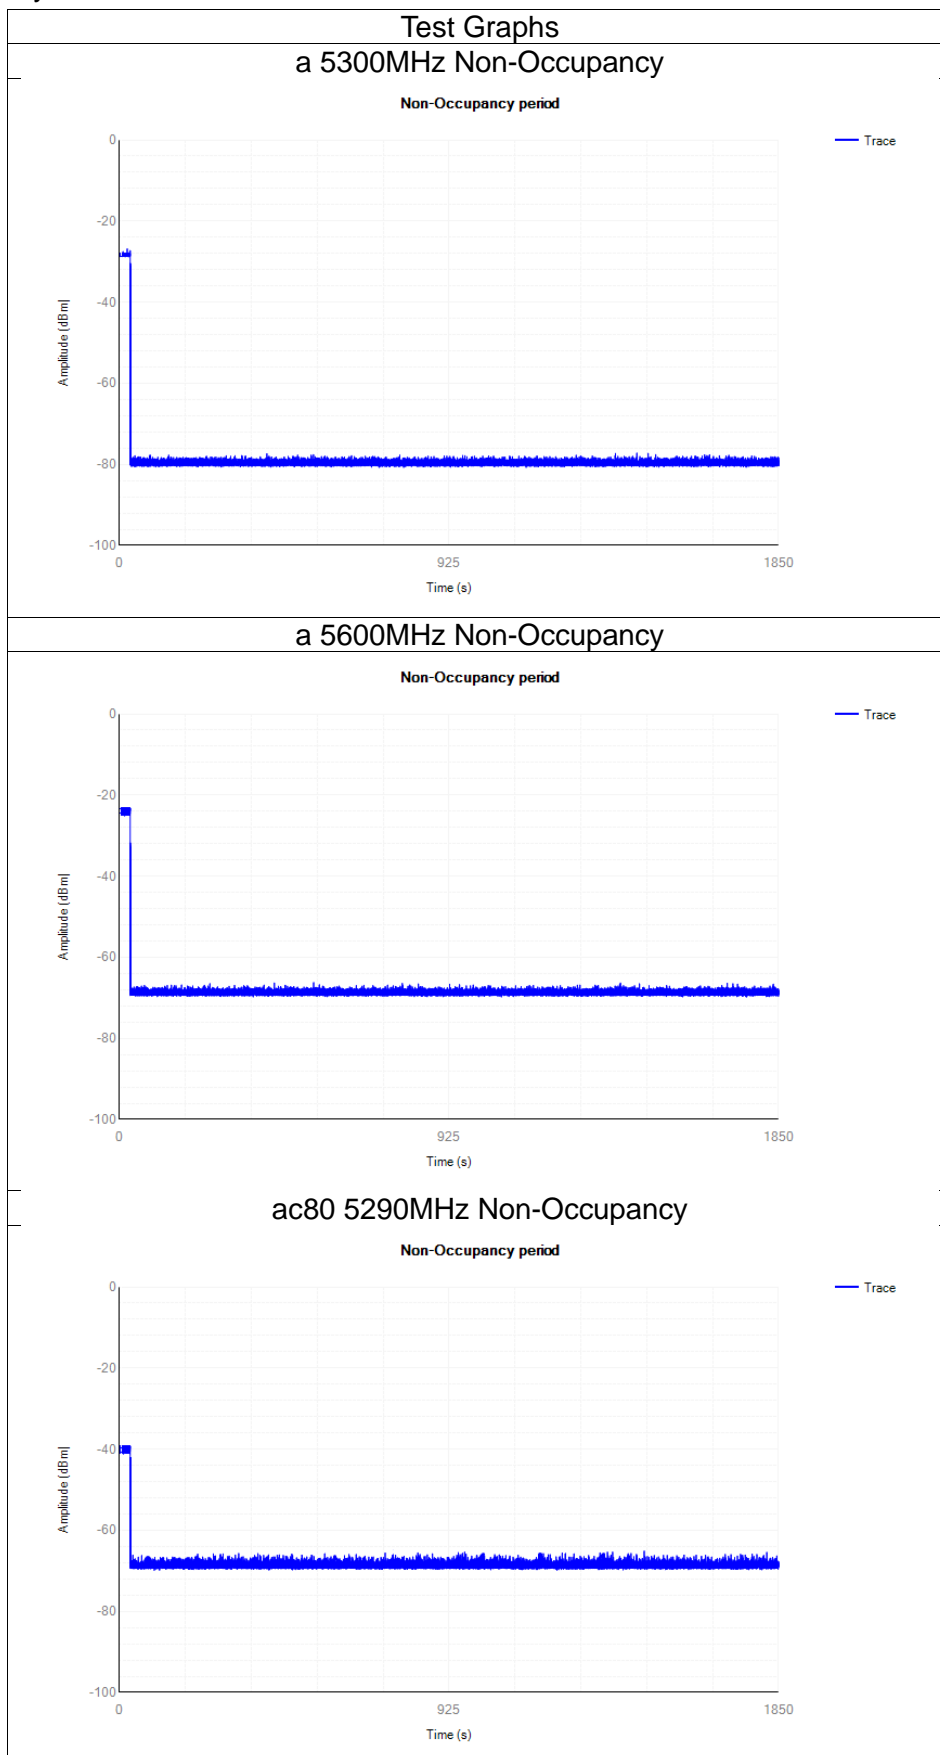 Test Graphs
a 5300MHz Non-Occupancy
Non-Occupancy period
0
Trace
-20
-40
Amplitude (dBm)
-60
-80
-100
0 925 1850
Time (s)
a 5600MHz Non-Occupancy
Non-Occupancy period
0
Trace
-20
-40
Amplitude (dBm)
-60
-80
-100
0 925 1850
Time (s)
ac80 5290MHz Non-Occupancy
Non-Occupancy period
0
Trace
-20
-40
Amplitude (dBm)
-60
-80
-100
0 925 1850
Time (s)